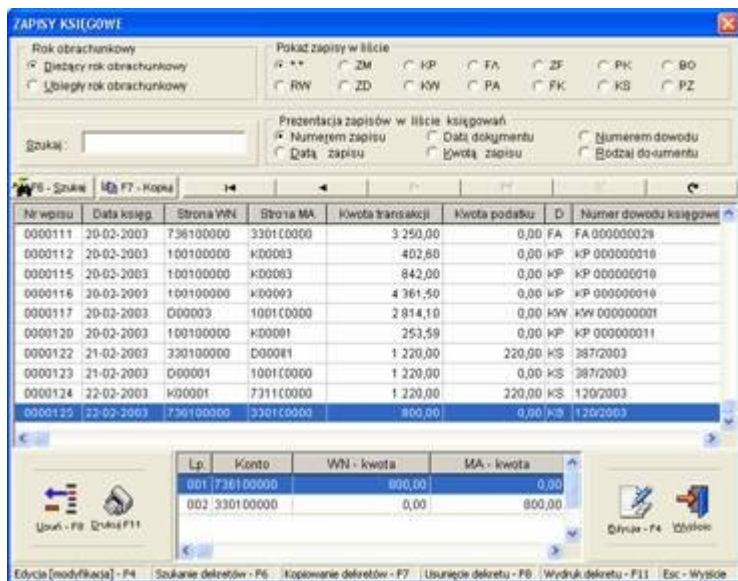 ZAPISY KSIĘGOWE
Rok obrachunkowy
Bieżący rok obrachunkowy
Ubiegły rok obrachunkowy
Pokaż zapisy w liście
*.* ZM KP FA ZF PK BO
RW ZD KW PA FK KS PZ
Szukaj :
Prezentacja zapisów w liście księgowań
Numerem zapisu Datą dokumentu Numerem dowodu
Datą zapisu Kwotą zapisu Rodzaj dokumentu
F6 - Szukaj F7 - Kopiuj
Nr wpisu Data księg. Strona WN Strona MA Kwota transakcji Kwota podatku D Numer dowodu księgowe
0000111 20-02-2003 736100000 330100000 3 250,00 0,00 FA FA 000000029
0000112 20-02-2003 100100000 K00003 402,60 0,00 KP KP 000000010
0000115 20-02-2003 100100000 K00003 842,00 0,00 KP KP 000000010
0000116 20-02-2003 100100000 K00003 4 361,50 0,00 KP KP 000000010
0000117 20-02-2003 D00003 100100000 2 814,10 0,00 KW KW 000000001
0000120 20-02-2003 100100000 K00001 253,59 0,00 KP KP 000000011
0000122 21-02-2003 330100000 D00001 1 220,00 220,00 KS 387/2003
0000123 21-02-2003 D00001 100100000 1 220,00 0,00 KS 387/2003
0000124 22-02-2003 K00001 731100000 1 220,00 220,00 KS 120/2003
0000125 22-02-2003 736100000 330100000 800,00 0,00 KS 120/2003
Lp. Konto WN - kwota MA - kwota
001 736100000 800,00 0,00
002 330100000 0,00 800,00
Usuń - F8 Drukuj F11
Edycja - F4 Wyjście
Edycja [modyfikacja] - F4 Szukanie dekretów - F6 Kopiowanie dekretów - F7 Usunięcie dekretu - F8 Wydruk dekretu - F11 Esc - Wyjście